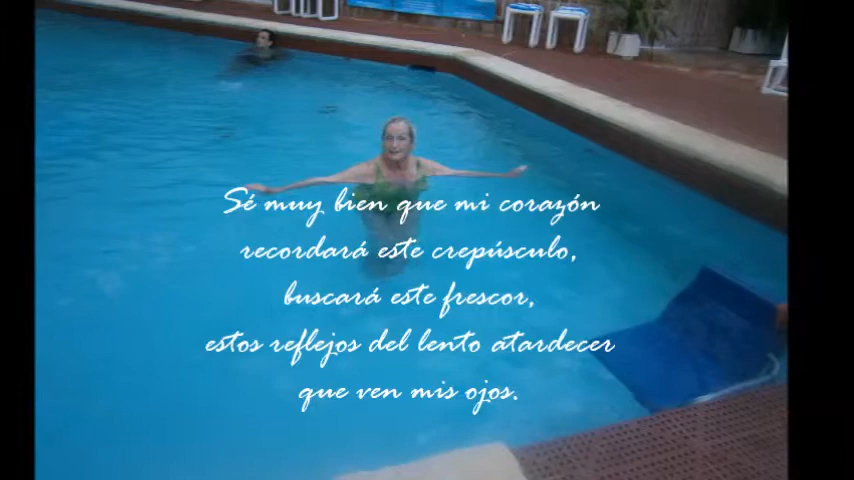 Sé muy bien que mi corazón
recordará este crepúsculo,
buscará este frescor,
estos reflejos del lento atardecer
que ven mis ojos.